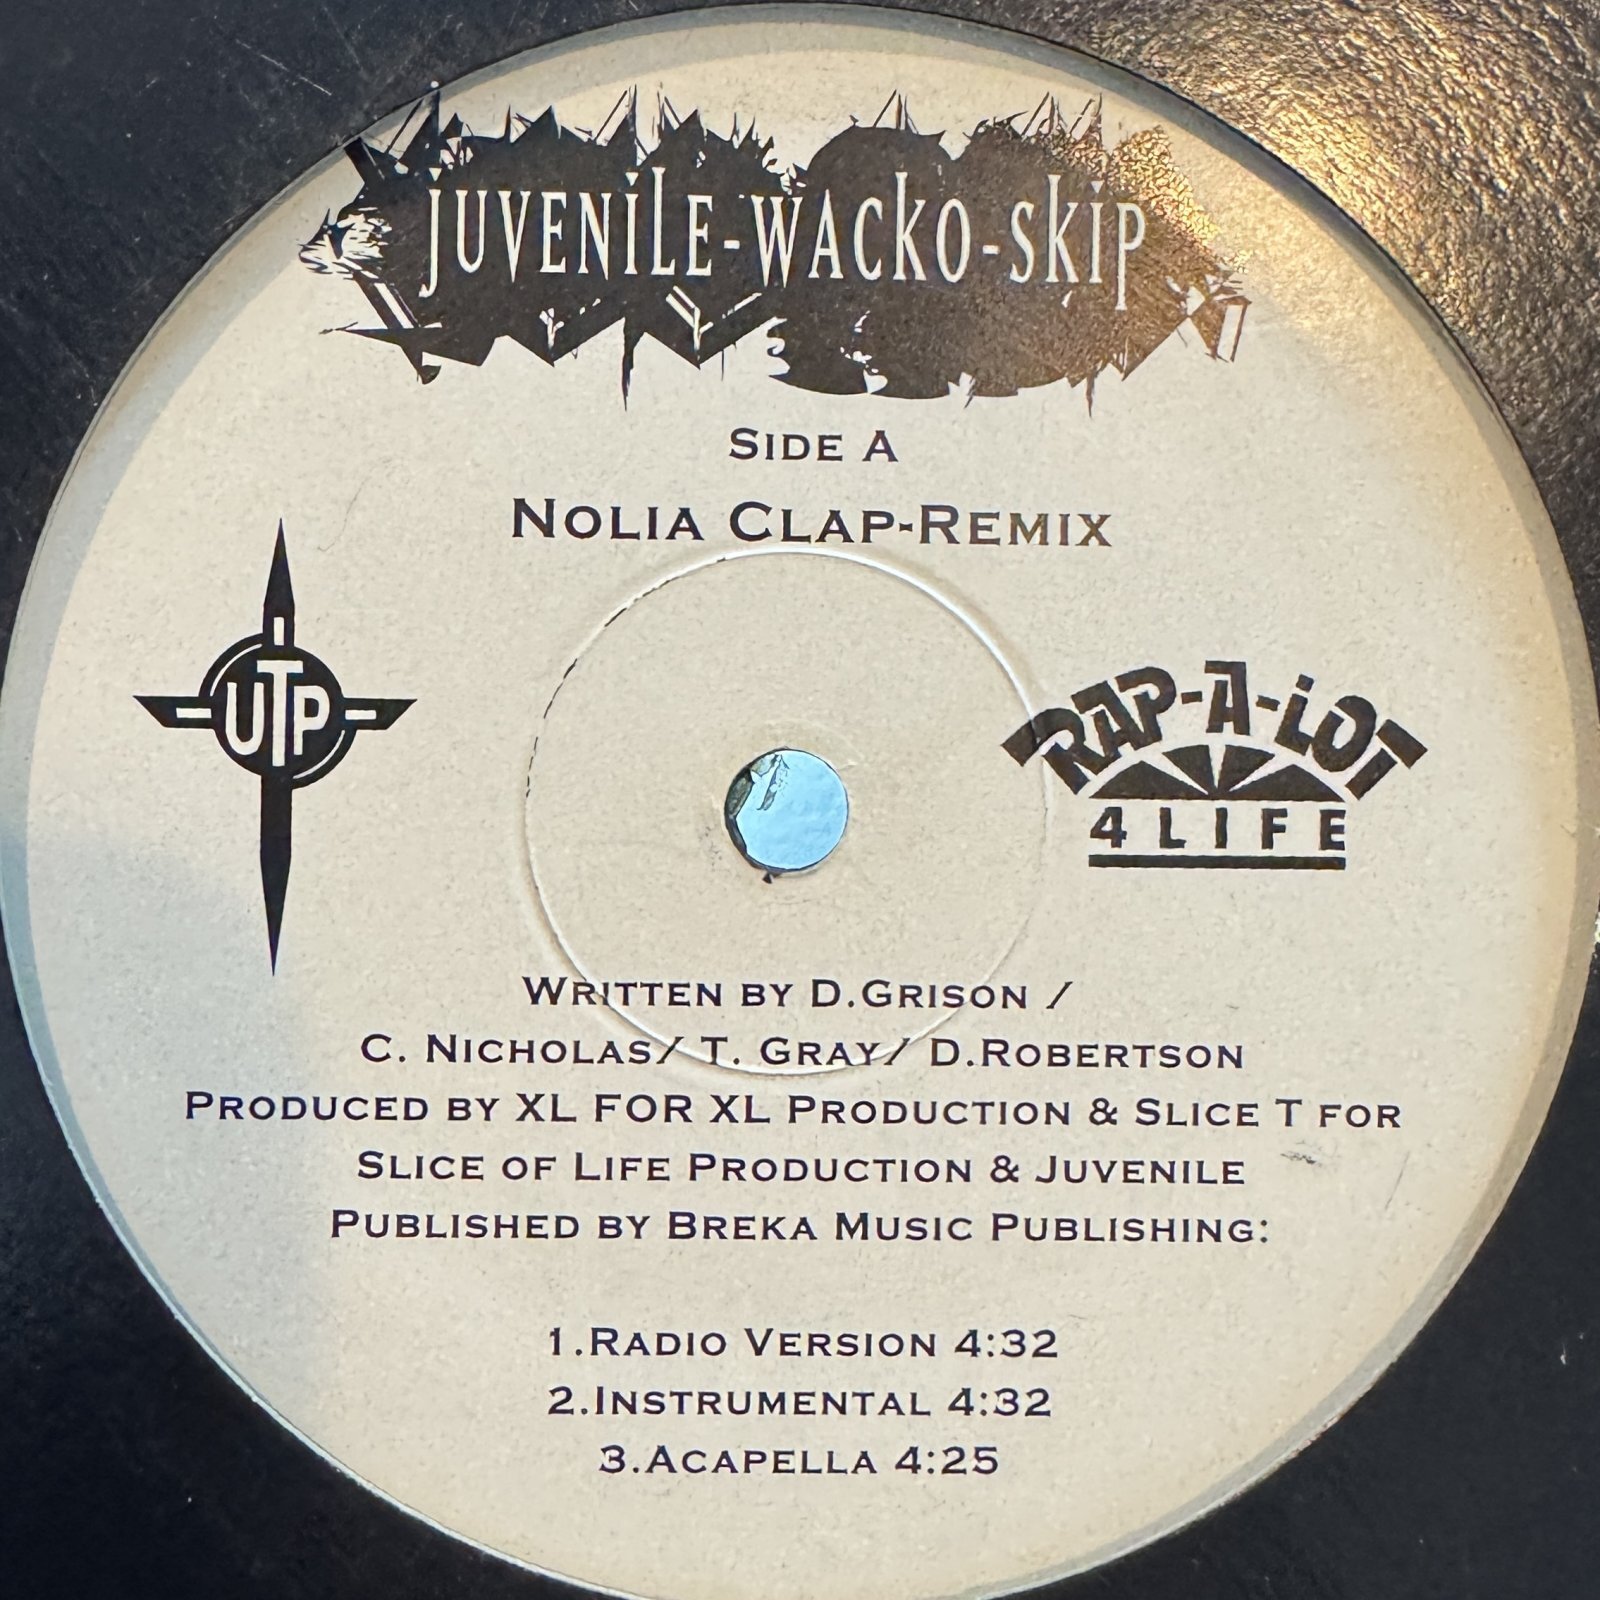 juvenile-wacko-skip
Side A
Nolia Clap-Remix
UTP
RAP-A-LOT
4 LIFE
Written by D.Grison /
C. Nicholas/ T. Gray/ D.Robertson
Produced by XL for XL Production & Slice T for
Slice of Life Production & Juvenile
Published by Breka Music Publishing:
1.Radio Version 4:32
2.Instrumental 4:32
3.Acapella 4:25